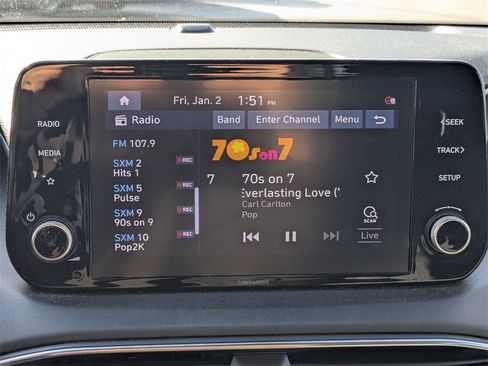 Fri, Jan. 2 1:51 PM
Radio Band Enter Channel Menu
RADIO
MEDIA
FM 107.9
SXM 2 REC
Hits 1
SXM 5 REC
Pulse
SXM 9 REC
90s on 9
SXM 10 REC
Pop2K
70s on 7
7 70s on 7
Everlasting Love ('
Carl Carlton
Pop
SCAN
Live
SEEK
TRACK
SETUP
SiriusXM